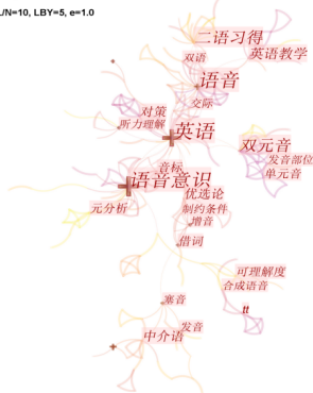 L/N=10, LBY=5, e=1.0
二语习得
英语教学
双语
语音
交际
对策
听力理解
英语
双元音
发音部位
单元音
音标
语音意识
优选论
制约条件
元分析
增音
借词
可理解度
合成语音
塞音
tt
发音
中介语